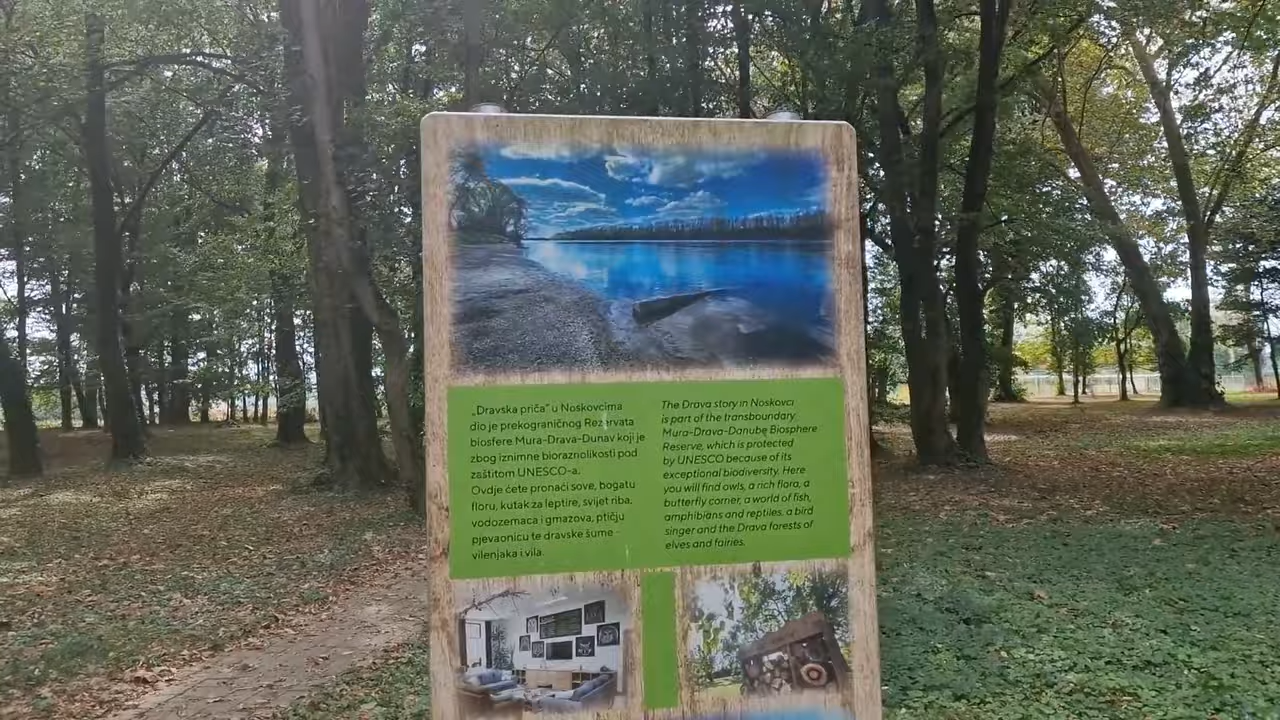 „Dravska priča" u Noskovcima
dio je prekograničnog Rezervata
biosfere Mura-Drava-Dunav koji je
zbog iznimne bioraznolikosti pod
zaštitom UNESCO-a.
Ovdje ćete pronaći sove, bogatu
floru, kutak za leptire, svijet riba,
vodozemaca i gmazova, ptičju
pjevaonicu te dravske šume -
vilenjaka i vila.
The Drava story in Noskovci
is part of the transboundary
Mura-Drava-Danube Biosphere
Reserve, which is protected
by UNESCO because of its
exceptional biodiversity. Here
you will find owls, a rich flora, a
butterfly corner, a world of fish,
amphibians and reptiles, a bird
singer and the Drava forests of
elves and fairies.